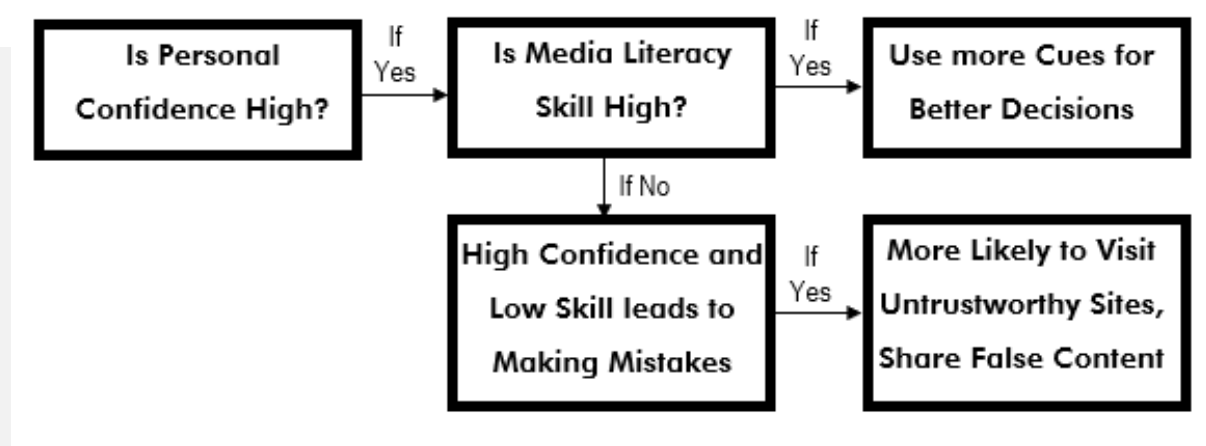 Is Personal
Confidence High?
If
Yes
Is Media Literacy
Skill High?
If
Yes
Use more Cues for
Better Decisions
If No
High Confidence and
Low Skill leads to
Making Mistakes
If
Yes
More Likely to Visit
Untrustworthy Sites,
Share False Content